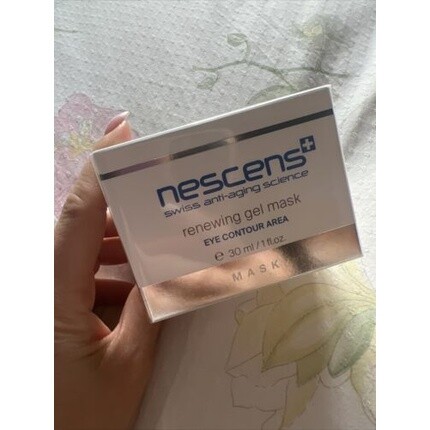 nescens+
swiss anti-aging science
renewing gel mask
EYE CONTOUR AREA
℮ 30 ml / 1 fl.oz.
MASK